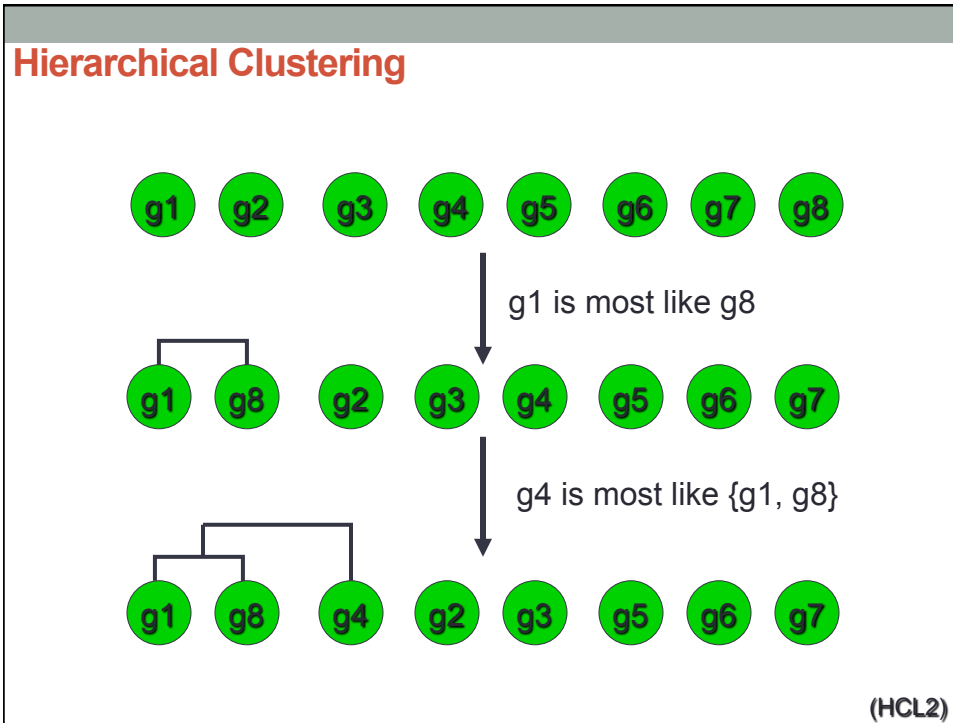 Hierarchical Clustering
g1 g2 g3 g4 g5 g6 g7 g8
g1 is most like g8
g1 g8 g2 g3 g4 g5 g6 g7
g4 is most like {g1, g8}
g1 g8 g4 g2 g3 g5 g6 g7
(HCL2)